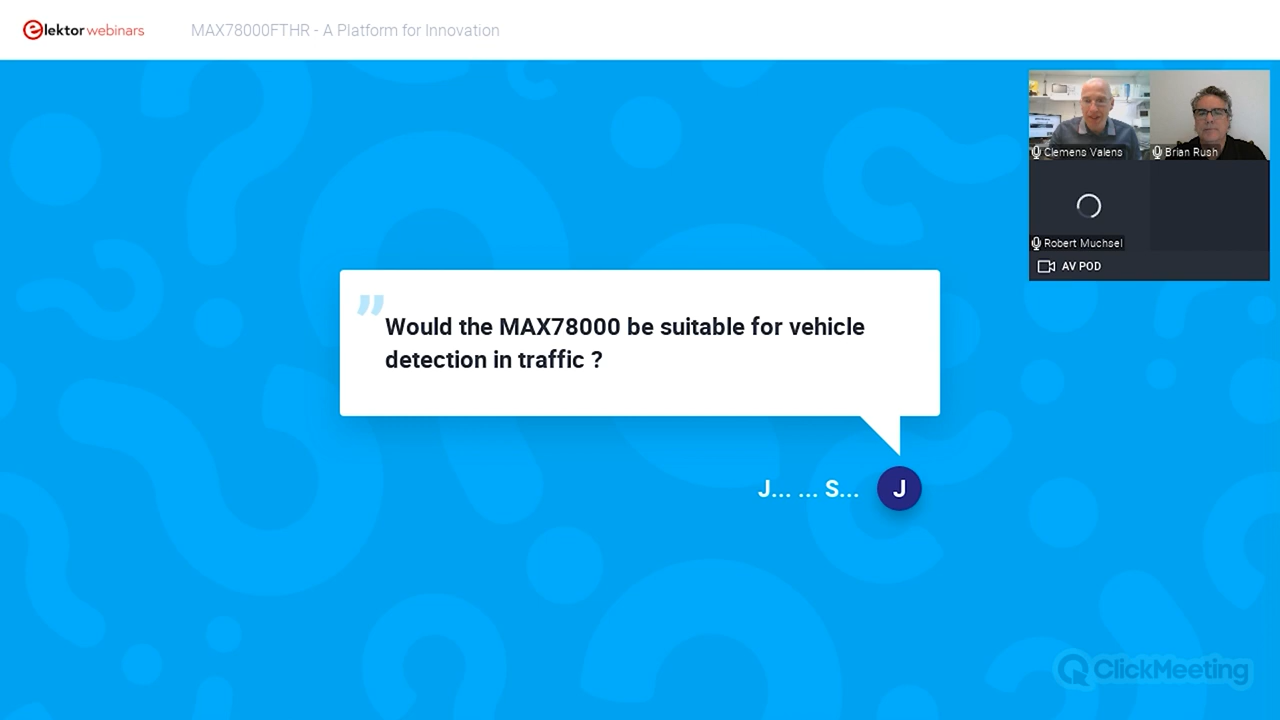 elektor webinars
MAX78000FTHR - A Platform for Innovation
Clemens Valens
Brian Rush
Robert Muchsel
AV POD
" Would the MAX78000 be suitable for vehicle
detection in traffic ?
J... ... S...
J
ClickMeeting